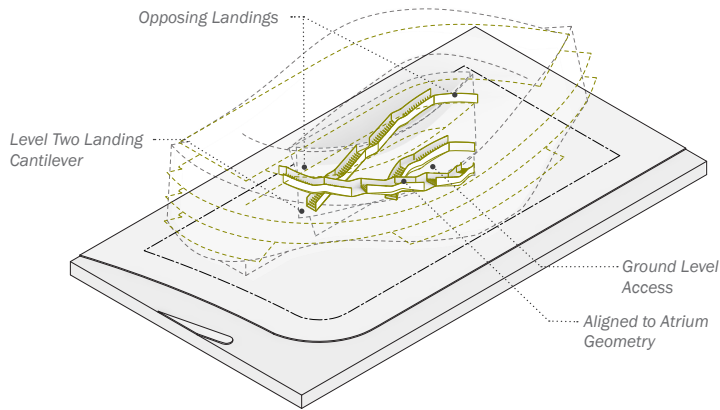 Opposing Landings
Level Two Landing
Cantilever
Ground Level
Access
Aligned to Atrium
Geometry